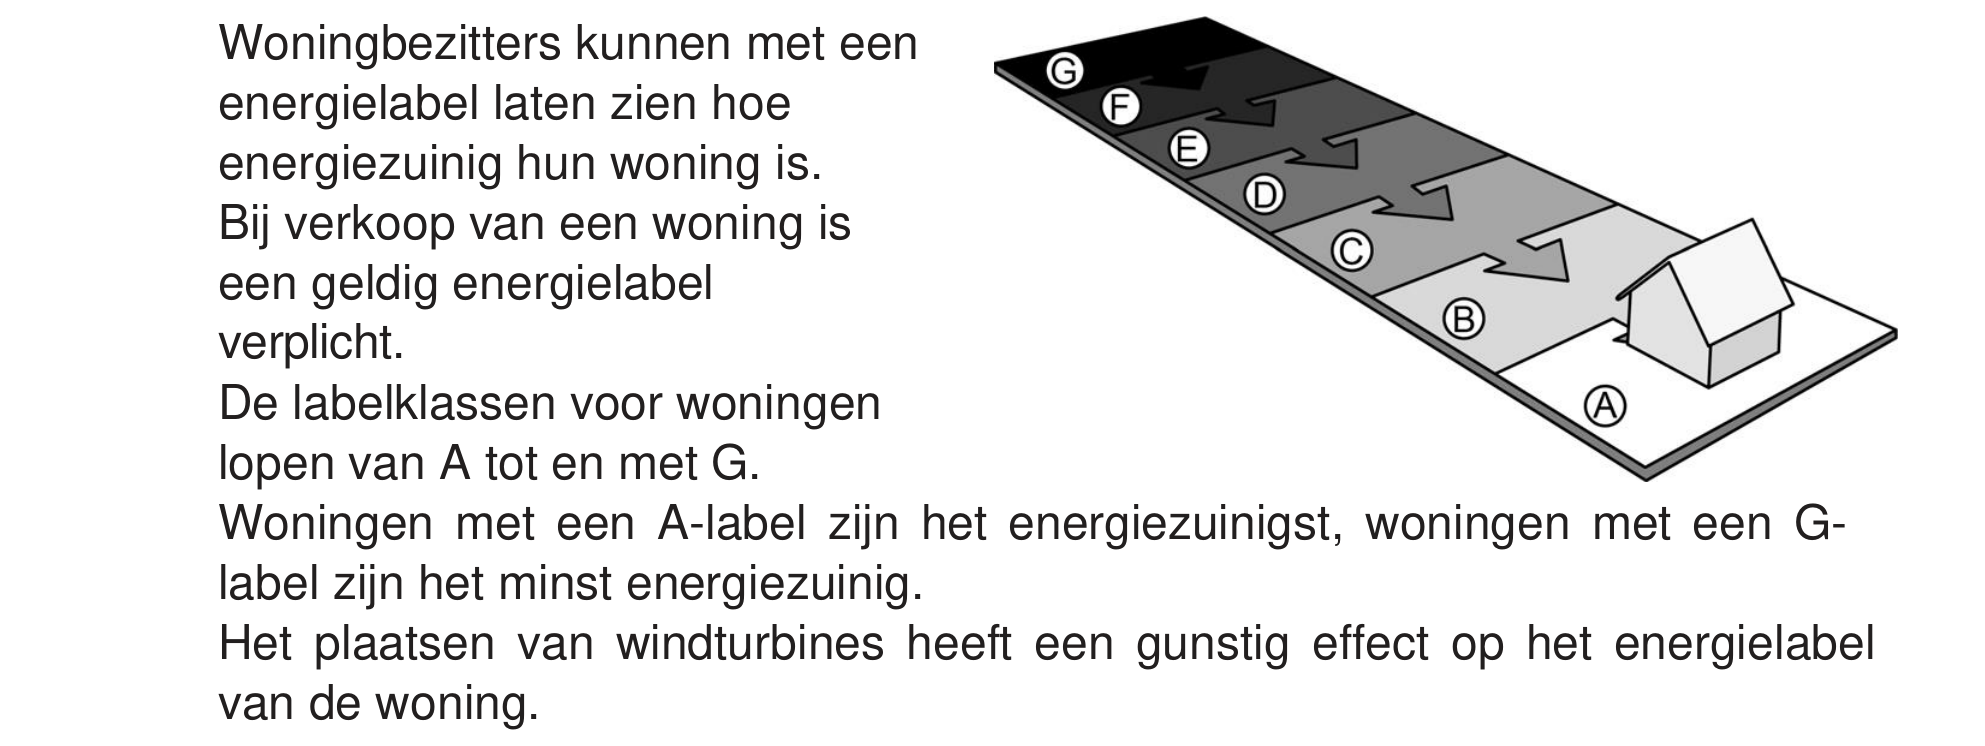 Woningbezitters kunnen met een
energielabel laten zien hoe
energiezuinig hun woning is.
Bij verkoop van een woning is
een geldig energielabel
verplicht.
De labelklassen voor woningen
lopen van A tot en met G.
Woningen met een A-label zijn het energiezuinigst, woningen met een G-
label zijn het minst energiezuinig.
Het plaatsen van windturbines heeft een gunstig effect op het energielabel
van de woning.
G
F
E
D
C
B
A